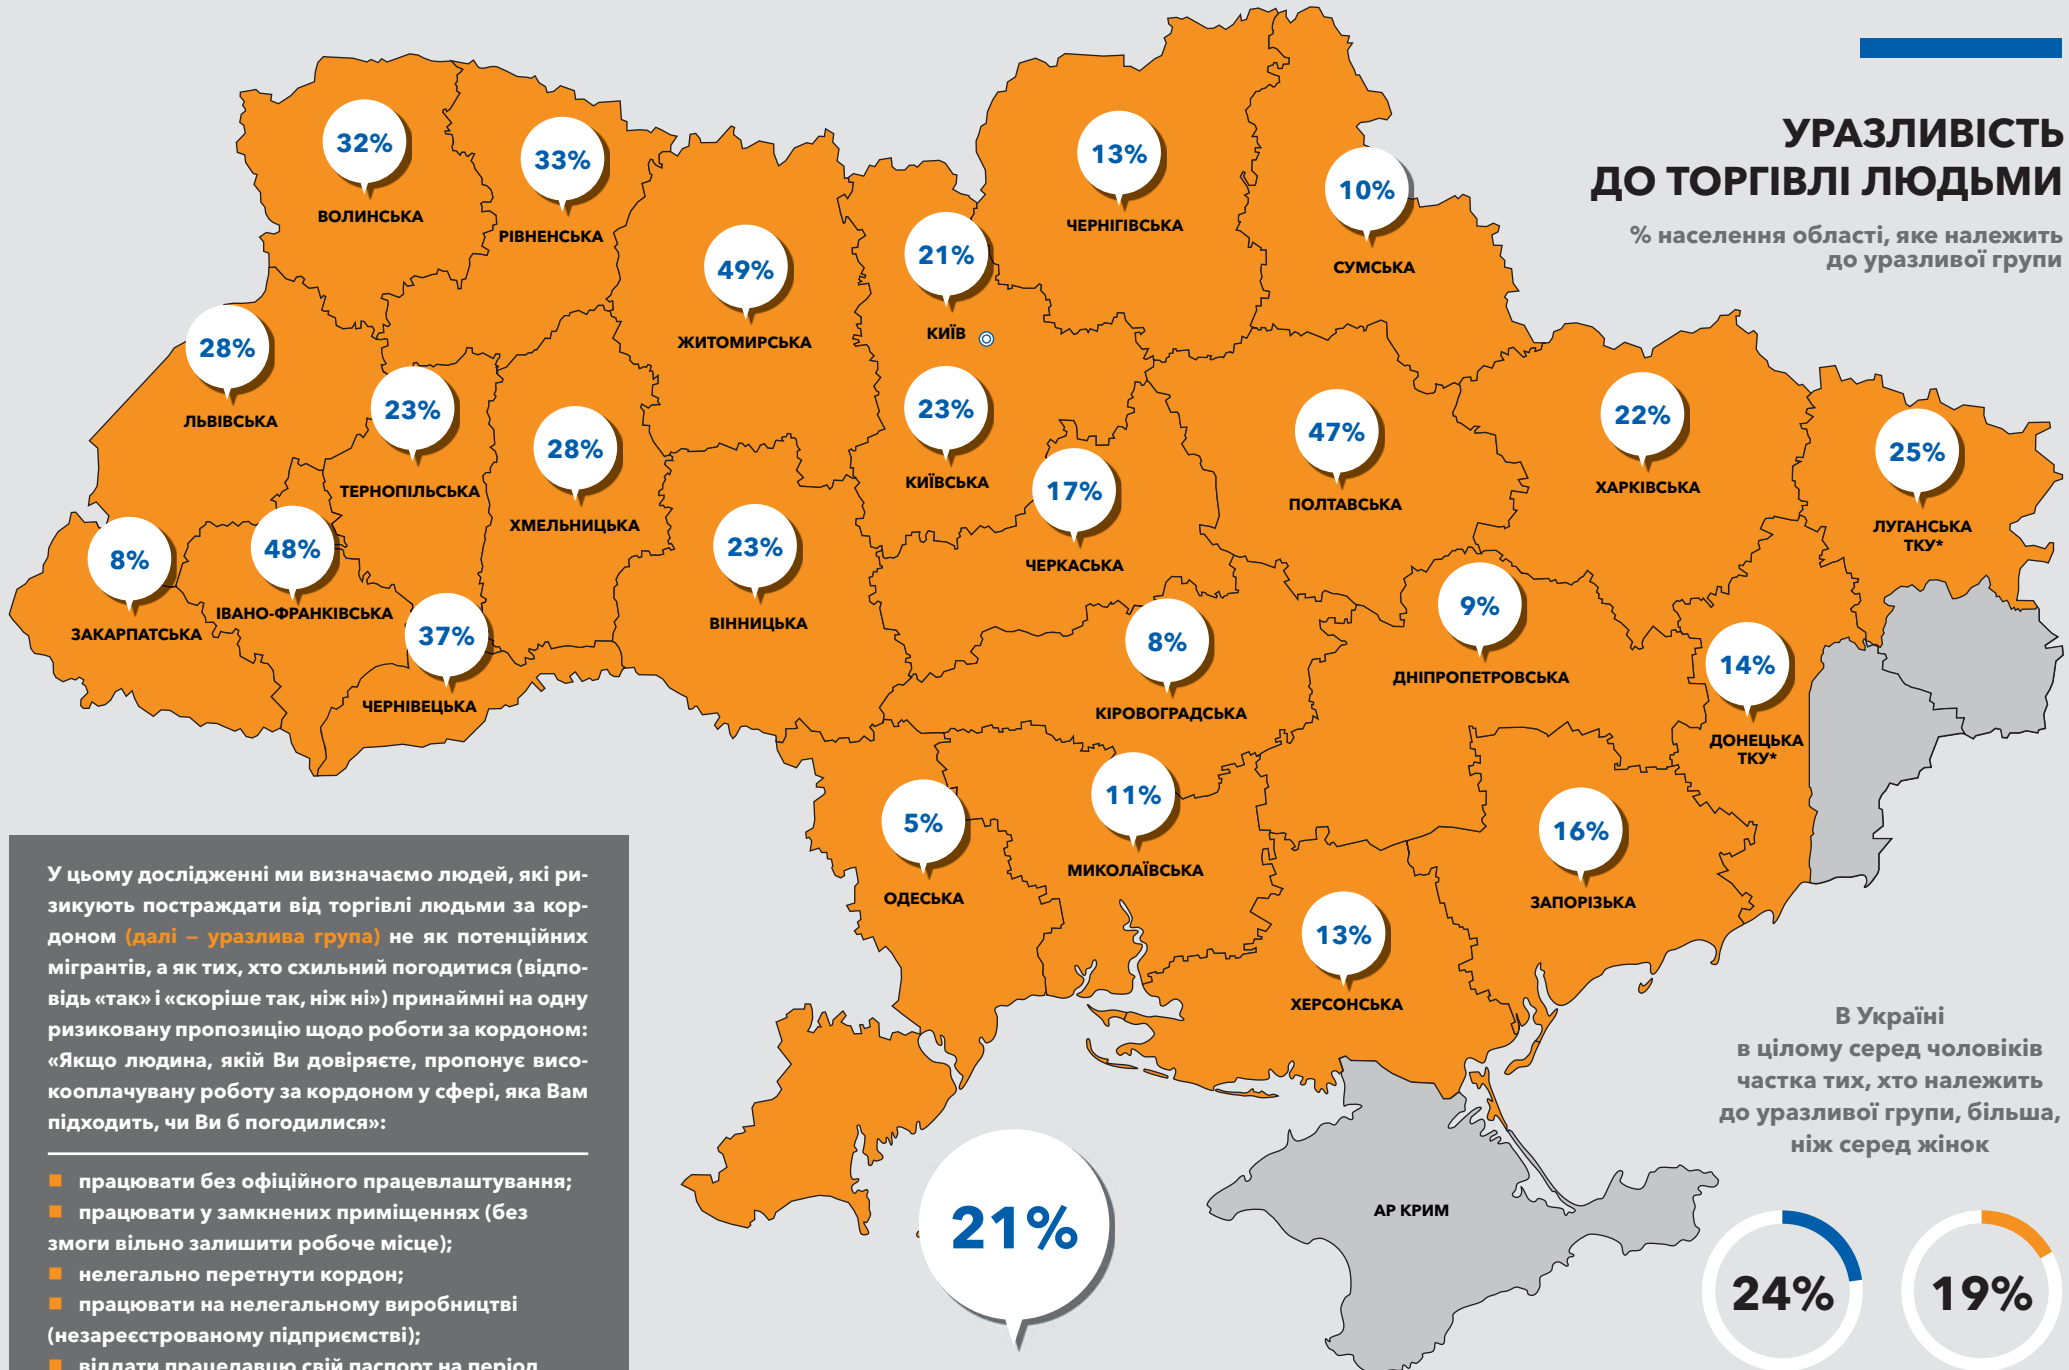 УРАЗЛИВІСТЬ
ДО ТОРГІВЛІ ЛЮДЬМИ
% населення області, яке належить
до уразливої групи
32%
ВОЛИНСЬКА
33%
РІВНЕНСЬКА
49%
ЖИТОМИРСЬКА
21%
КИЇВ
13%
ЧЕРНІГІВСЬКА
10%
СУМСЬКА
28%
ЛЬВІВСЬКА
23%
ТЕРНОПІЛЬСЬКА
28%
ХМЕЛЬНИЦЬКА
23%
КИЇВСЬКА
17%
ЧЕРКАСЬКА
47%
ПОЛТАВСЬКА
22%
ХАРКІВСЬКА
25%
ЛУГАНСЬКА
ТКУ*
8%
ЗАКАРПАТСЬКА
48%
ІВАНО-ФРАНКІВСЬКА
37%
ЧЕРНІВЕЦЬКА
23%
ВІННИЦЬКА
8%
КІРОВОГРАДСЬКА
9%
ДНІПРОПЕТРОВСЬКА
14%
ДОНЕЦЬКА
ТКУ*
5%
ОДЕСЬКА
11%
МИКОЛАЇВСЬКА
16%
ЗАПОРІЗЬКА
13%
ХЕРСОНСЬКА
АР КРИМ
21%
У цьому дослідженні ми визначаємо людей, які ри-
зикують постраждати від торгівлі людьми за кор-
доном (далі – уразлива група) не як потенційних
мігрантів, а як тих, хто схильний погодитися (відпо-
відь «так» і «скоріше так, ніж ні») принаймні на одну
ризиковану пропозицію щодо роботи за кордоном:
«Якщо людина, якій Ви довіряєте, пропонує висо-
кооплачувану роботу за кордоном у сфері, яка Вам
підходить, чи Ви б погодилися»:
працювати без офіційного працевлаштування;
працювати у замкнених приміщеннях (без
змоги вільно залишити робоче місце);
нелегально перетнути кордон;
працювати на нелегальному виробництві
(незареєстрованому підприємстві);
віддати працедавцю свій паспорт на період
В Україні
в цілому серед чоловіків
частка тих, хто належить
до уразливої групи, більша,
ніж серед жінок
24%
19%